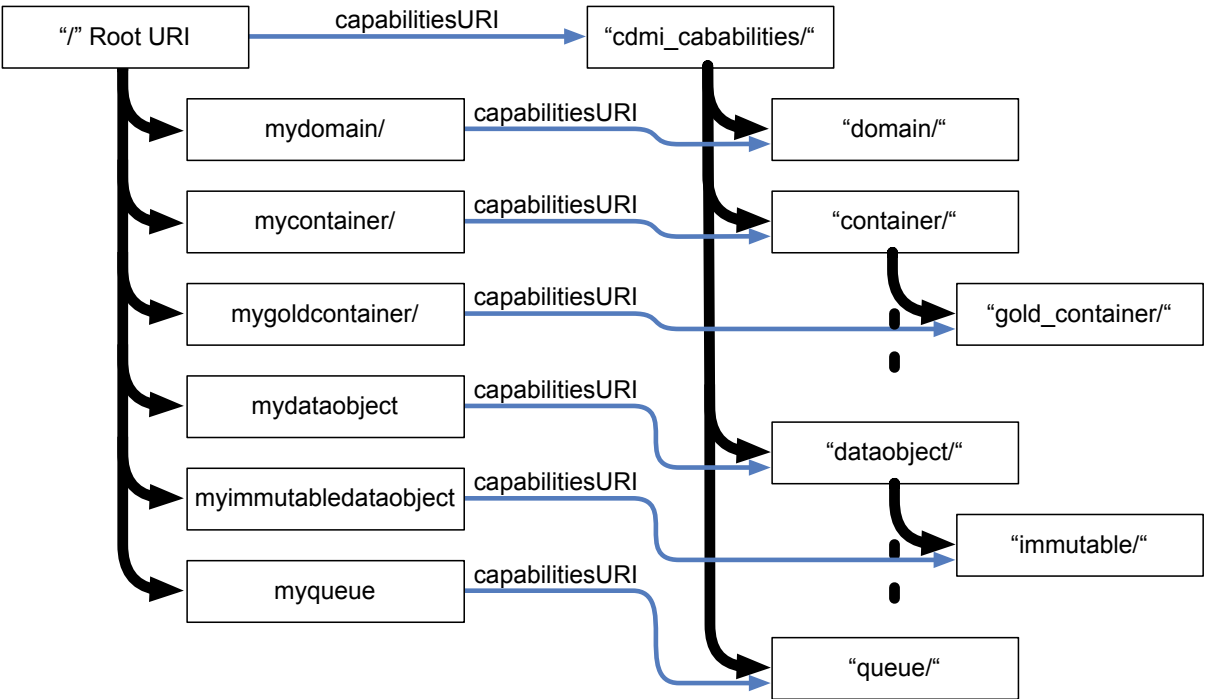 “/” Root URI
capabilitiesURI
“cdmi_cababilities/“
mydomain/
capabilitiesURI
“domain/“
mycontainer/
capabilitiesURI
“container/“
mygoldcontainer/
capabilitiesURI
“gold_container/“
mydataobject
capabilitiesURI
“dataobject/“
myimmutabledataobject
capabilitiesURI
“immutable/“
myqueue
capabilitiesURI
“queue/“